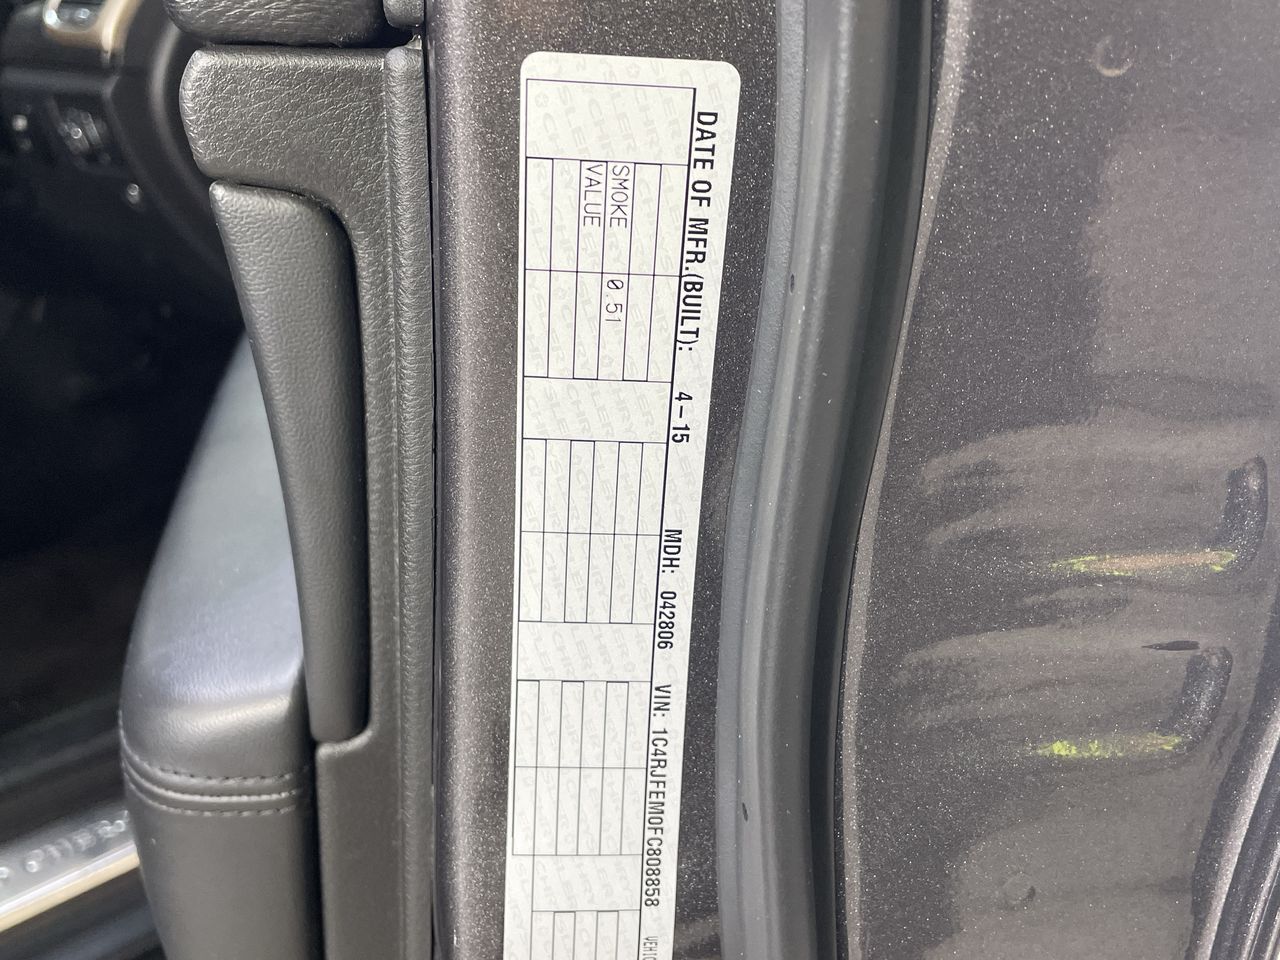 DATE OF MFR.(BUILT): 4-15 MDH: 042806 VIN: 1C4RJFEM0FC808858
SMOKE 0.51
VALUE